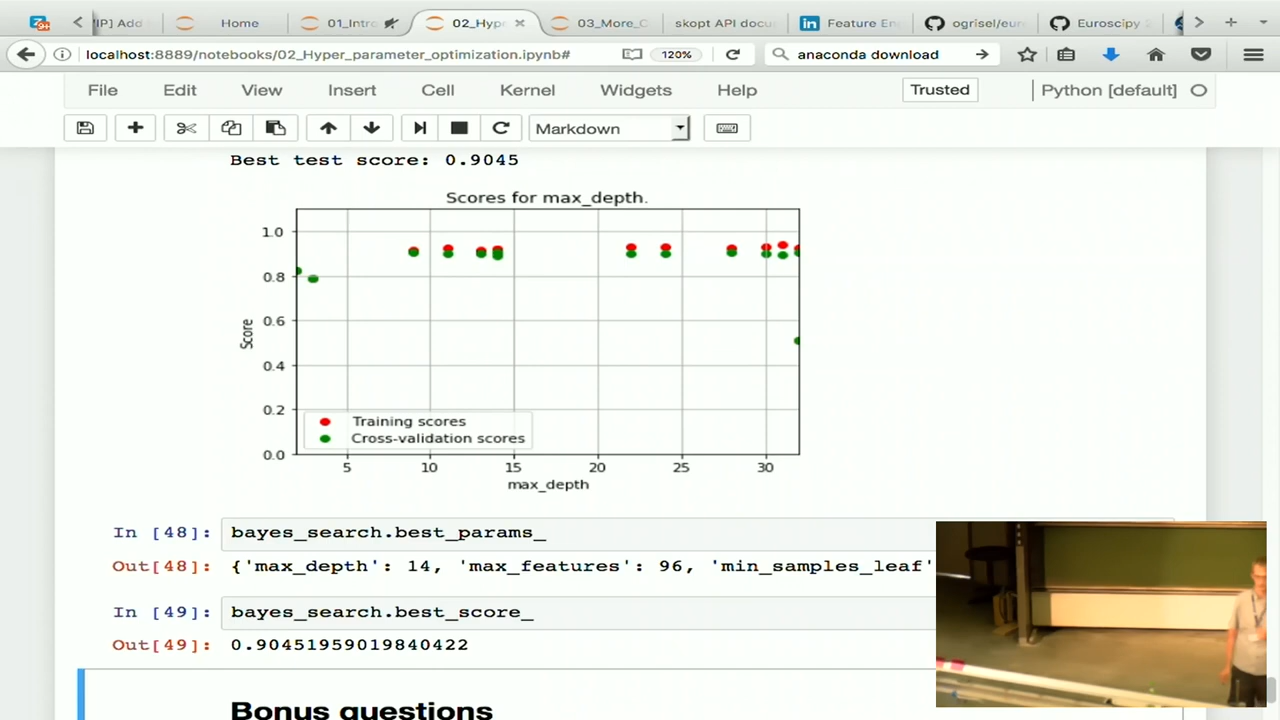 'IP] Add
Home
01_Intro
02_Hype
03_More_C
skopt API docu
Feature En
ogrisel/eur
Euroscipy
localhost:8889/notebooks/02_Hyper_parameter_optimization.ipynb#
120%
anaconda download
File Edit View Insert Cell Kernel Widgets Help
Trusted
Python [default]
Markdown
Best test score: 0.9045
Scores for max_depth.
1.0
0.8
0.6
0.4
0.2
0.0
Score
Training scores
Cross-validation scores
5 10 15 20 25 30
max_depth
In [48]: bayes_search.best_params_
Out[48]: {'max_depth': 14, 'max_features': 96, 'min_samples_leaf'
In [49]: bayes_search.best_score_
Out[49]: 0.90451959019840422
Bonus questions